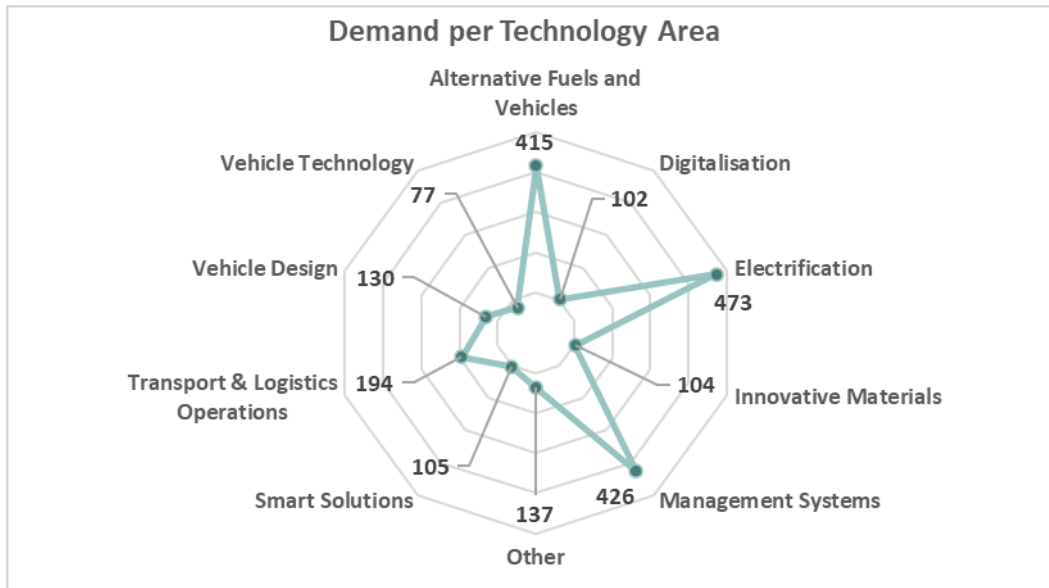 Demand per Technology Area
Alternative Fuels and
Vehicles
415
Digitalisation
102
Electrification
473
Innovative Materials
104
Management Systems
426
Other
137
Smart Solutions
105
Transport & Logistics
Operations
194
Vehicle Design
130
Vehicle Technology
77